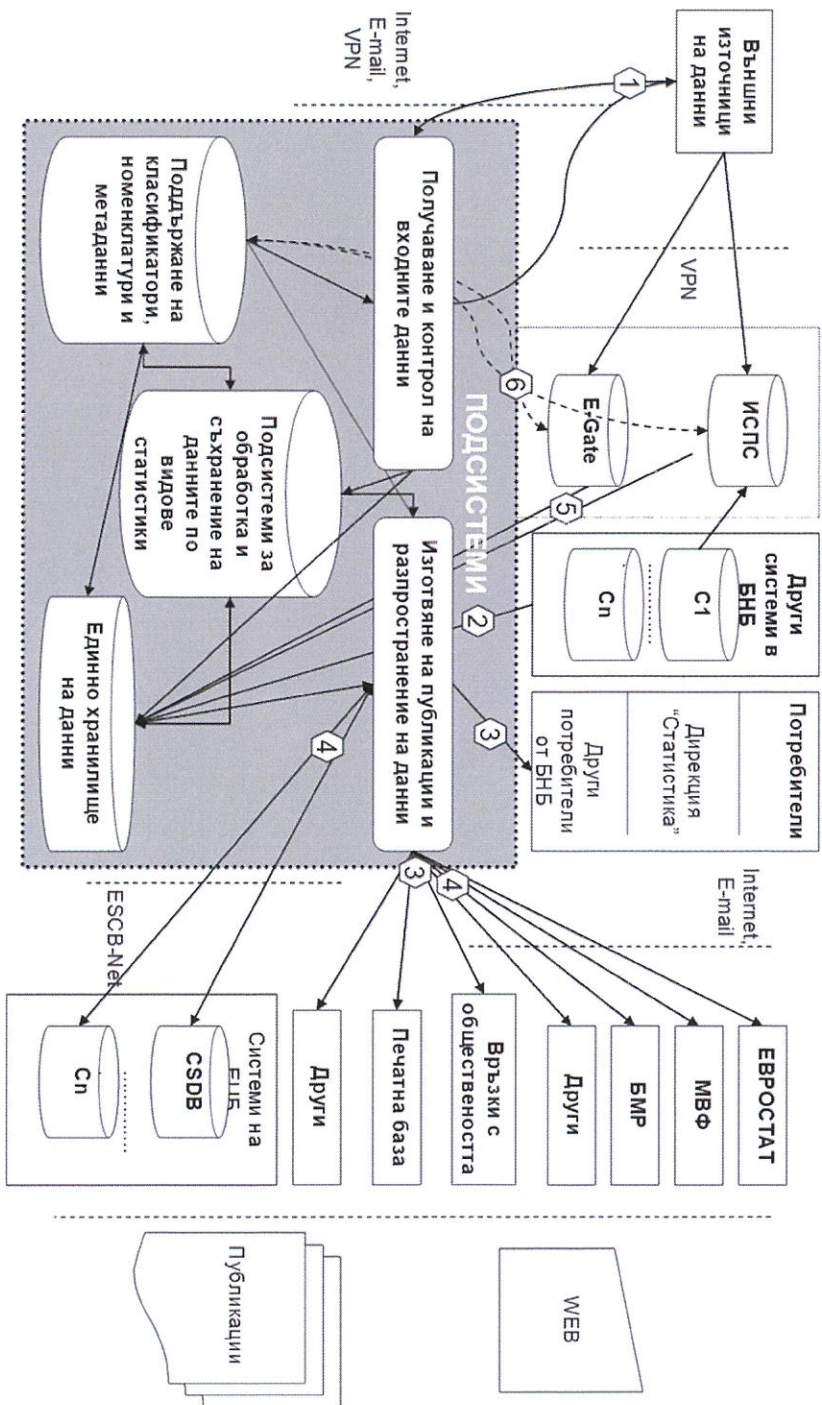 Външни
източници
на данни
Internet,
E-mail,
VPN
VPN
1
ИСПС
E-Gate
6
5
Други
системи в
БНБ
C1
..........
Cn
Потребители
Дирекция
“Статистика”
Други
потребители
от БНБ
2
3
ПОДСИСТЕМИ
Получаване и контрол на
входните данни
Изготвяне на публикации и
разпространение на данни
Поддържане на
класификатори,
номенклатури и
метаданни
Подсистеми за
обработка и
съхранение на
данните по
видове
статистики
Единно хранилище
на данни
4
3
4
Internet,
E-mail
ESCB-Net
ЕВРОСТАТ
МВФ
БМР
Други
Връзки с
обществеността
Печатна база
Други
Системи на
ЕЦБ
CSDB
..........
Cn
WEB
Публикации